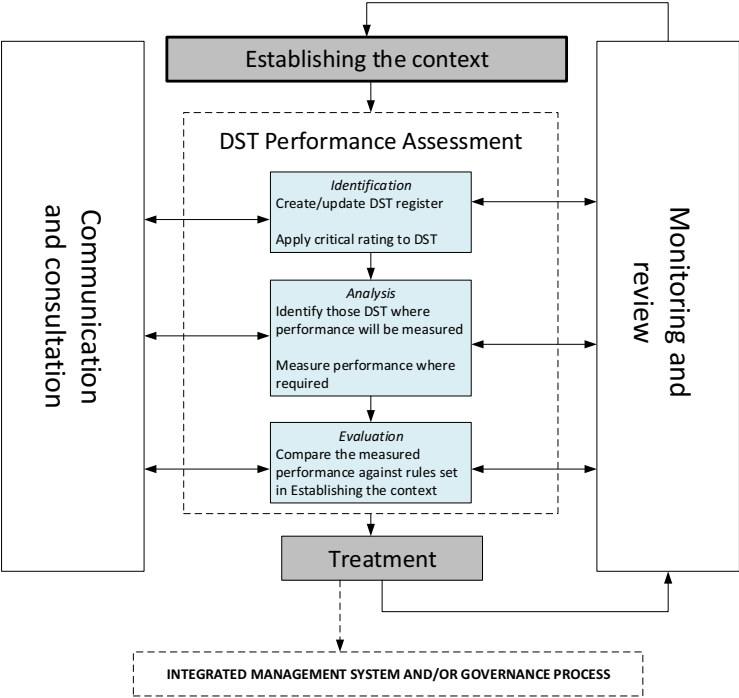 Establishing the context
DST Performance Assessment
Identification
Create/update DST register
Apply critical rating to DST
Analysis
Identify those DST where
performance will be measured
Measure performance where
required
Evaluation
Compare the measured
performance against rules set
in Establishing the context
Treatment
Communication
and consultation
Monitoring and
review
INTEGRATED MANAGEMENT SYSTEM AND/OR GOVERNANCE PROCESS